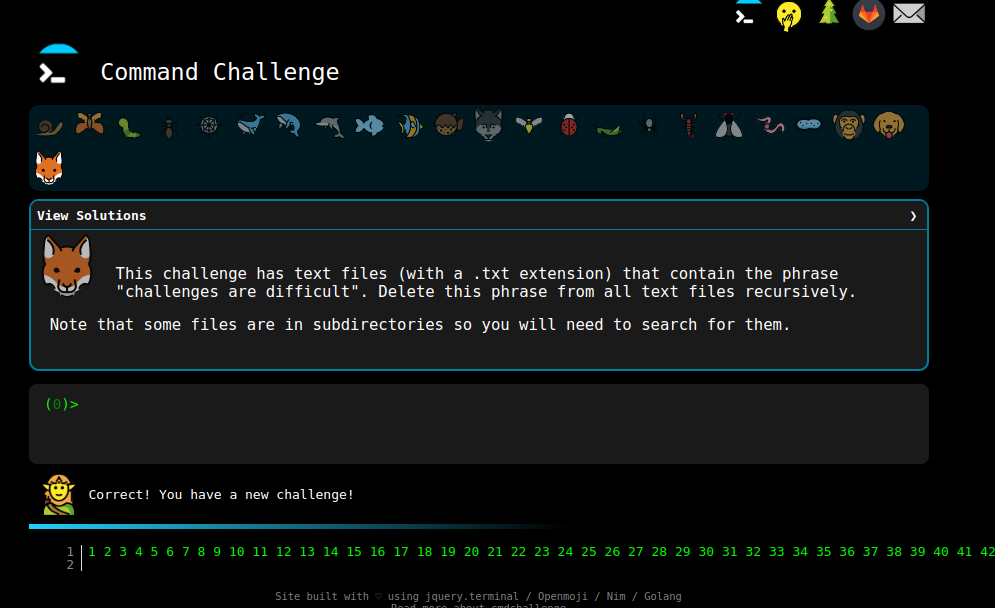 Command Challenge
View Solutions ❯
This challenge has text files (with a .txt extension) that contain the phrase
"challenges are difficult". Delete this phrase from all text files recursively.
Note that some files are in subdirectories so you will need to search for them.
(0)>
Correct! You have a new challenge!
1 1 2 3 4 5 6 7 8 9 10 11 12 13 14 15 16 17 18 19 20 21 22 23 24 25 26 27 28 29 30 31 32 33 34 35 36 37 38 39 40 41 42
2
Site built with ♡ using jquery.terminal / Openmoji / Nim / Golang
Read more about cmdchallenge